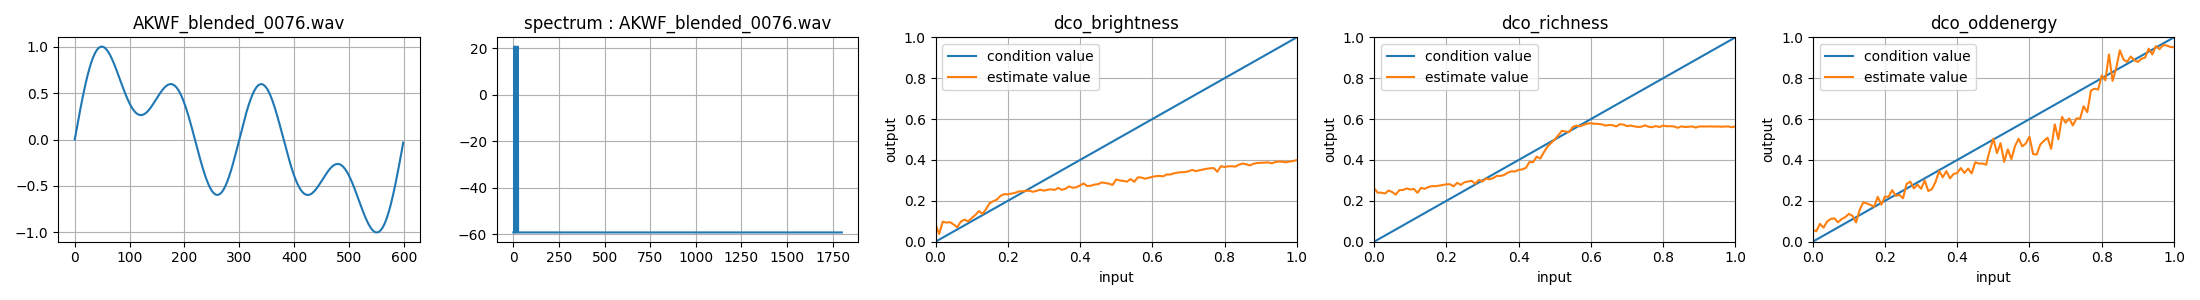 AKWF_blended_0076.wav
1.0
0.5
0.0
−0.5
−1.0
0 100 200 300 400 500 600
spectrum : AKWF_blended_0076.wav
20
0
−20
−40
−60
0 250 500 750 1000 1250 1500 1750
dco_brightness
condition value
estimate value
output
1.0
0.8
0.6
0.4
0.2
0.0
0.0 0.2 0.4 0.6 0.8 1.0
input
dco_richness
condition value
estimate value
output
1.0
0.8
0.6
0.4
0.2
0.0
0.0 0.2 0.4 0.6 0.8 1.0
input
dco_oddenergy
condition value
estimate value
output
1.0
0.8
0.6
0.4
0.2
0.0
0.0 0.2 0.4 0.6 0.8 1.0
input